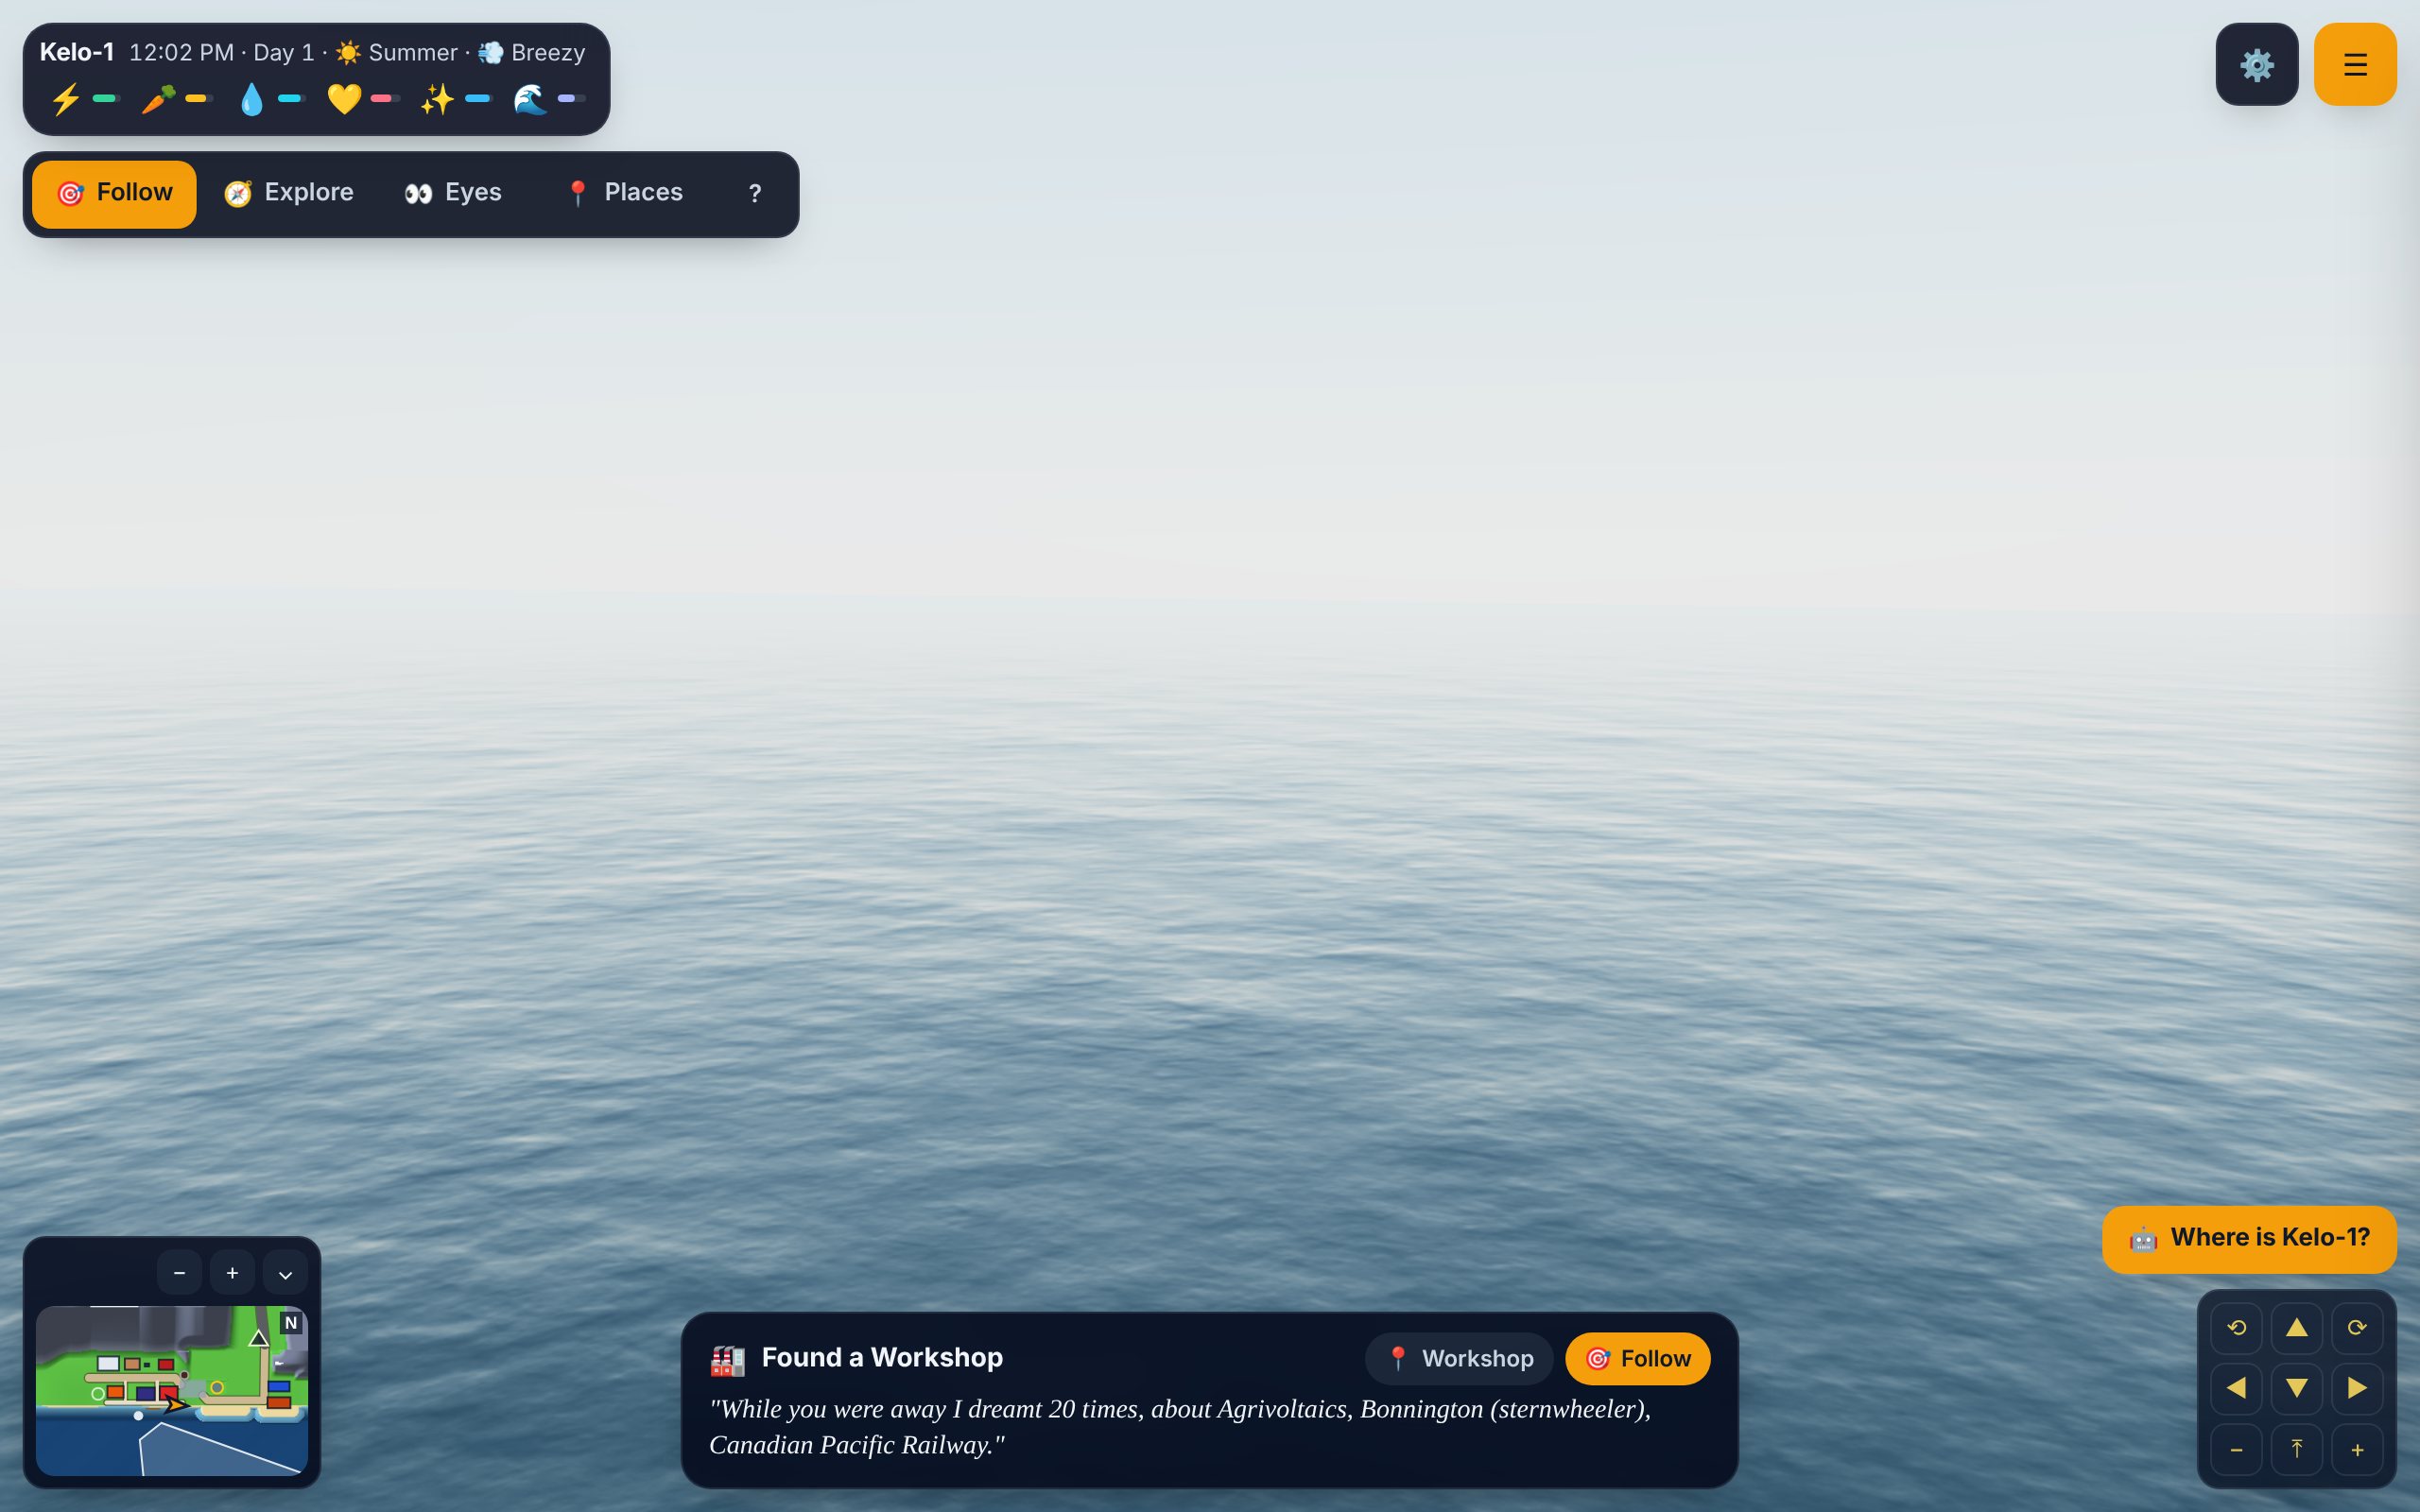 Kelo-1 12:02 PM · Day 1 · ☀️ Summer · 💨 Breezy
🎯 Follow 🧭 Explore 👀 Eyes 📍 Places ?
Where is Kelo-1?
N
Found a Workshop
📍 Workshop 🎯 Follow
"While you were away I dreamt 20 times, about Agrivoltaics, Bonnington (sternwheeler),
Canadian Pacific Railway."